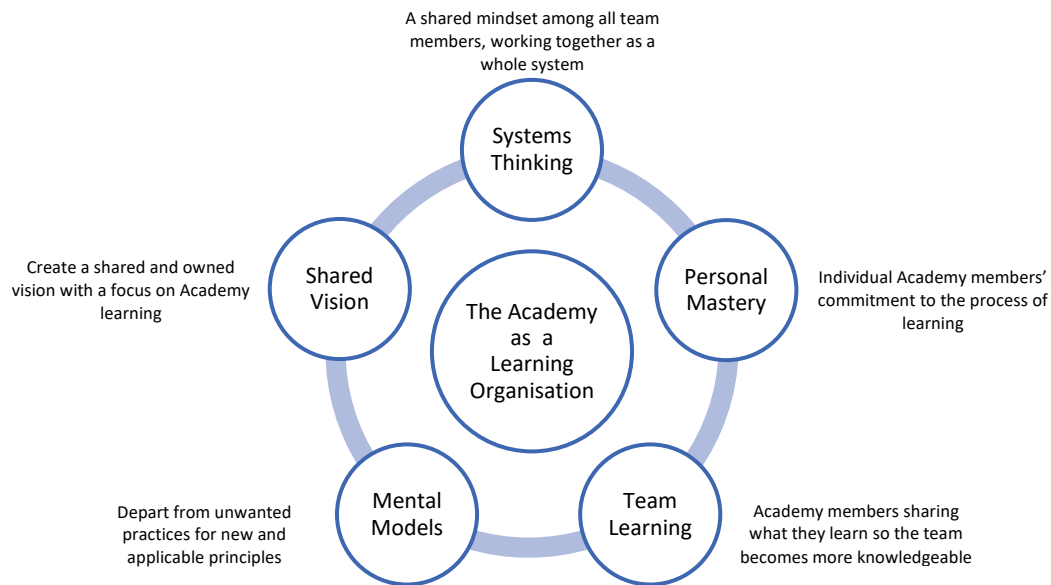 A shared mindset among all team
members, working together as a
whole system
Systems
Thinking
Create a shared and owned
vision with a focus on Academy
learning
Shared
Vision
The Academy
as a
Learning
Organisation
Personal
Mastery
Individual Academy members’
commitment to the process of
learning
Depart from unwanted
practices for new and
applicable principles
Mental
Models
Team
Learning
Academy members sharing
what they learn so the team
becomes more knowledgeable